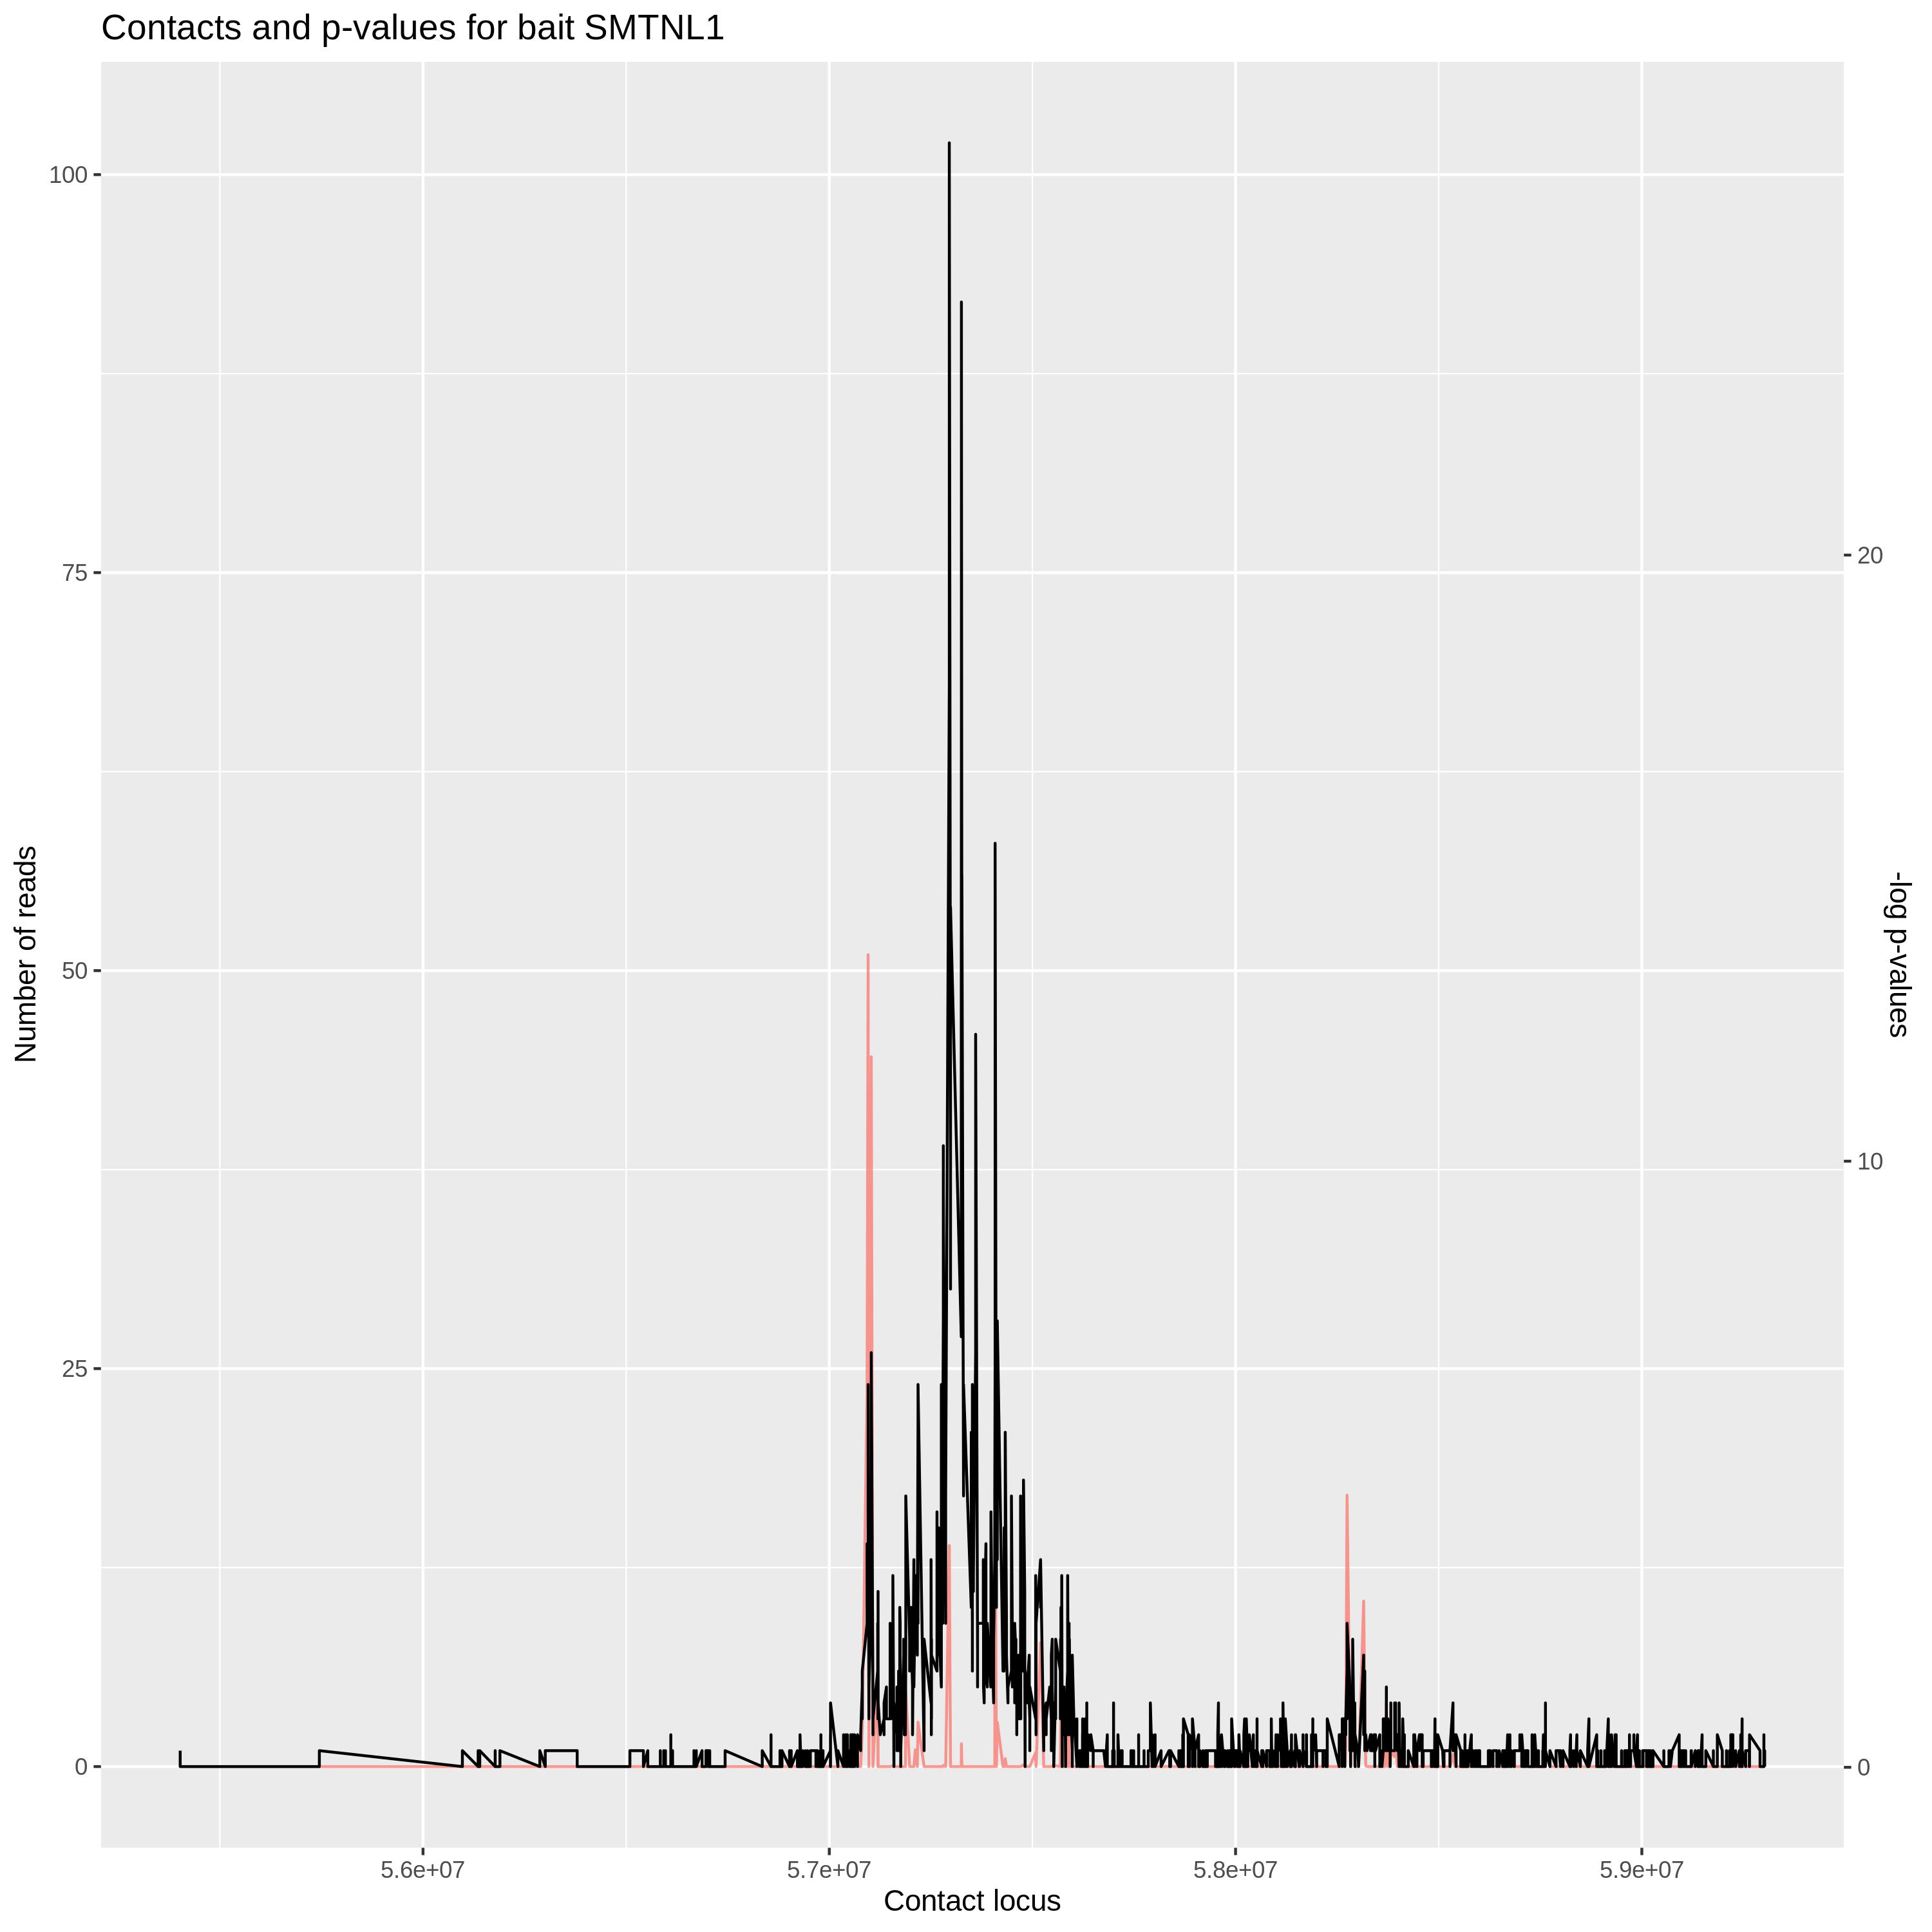 Contacts and p-values for bait SMTNL1
100
75
50
25
0
Number of reads
20
10
0
-log p-values
5.6e+07
5.7e+07
5.8e+07
5.9e+07
Contact locus